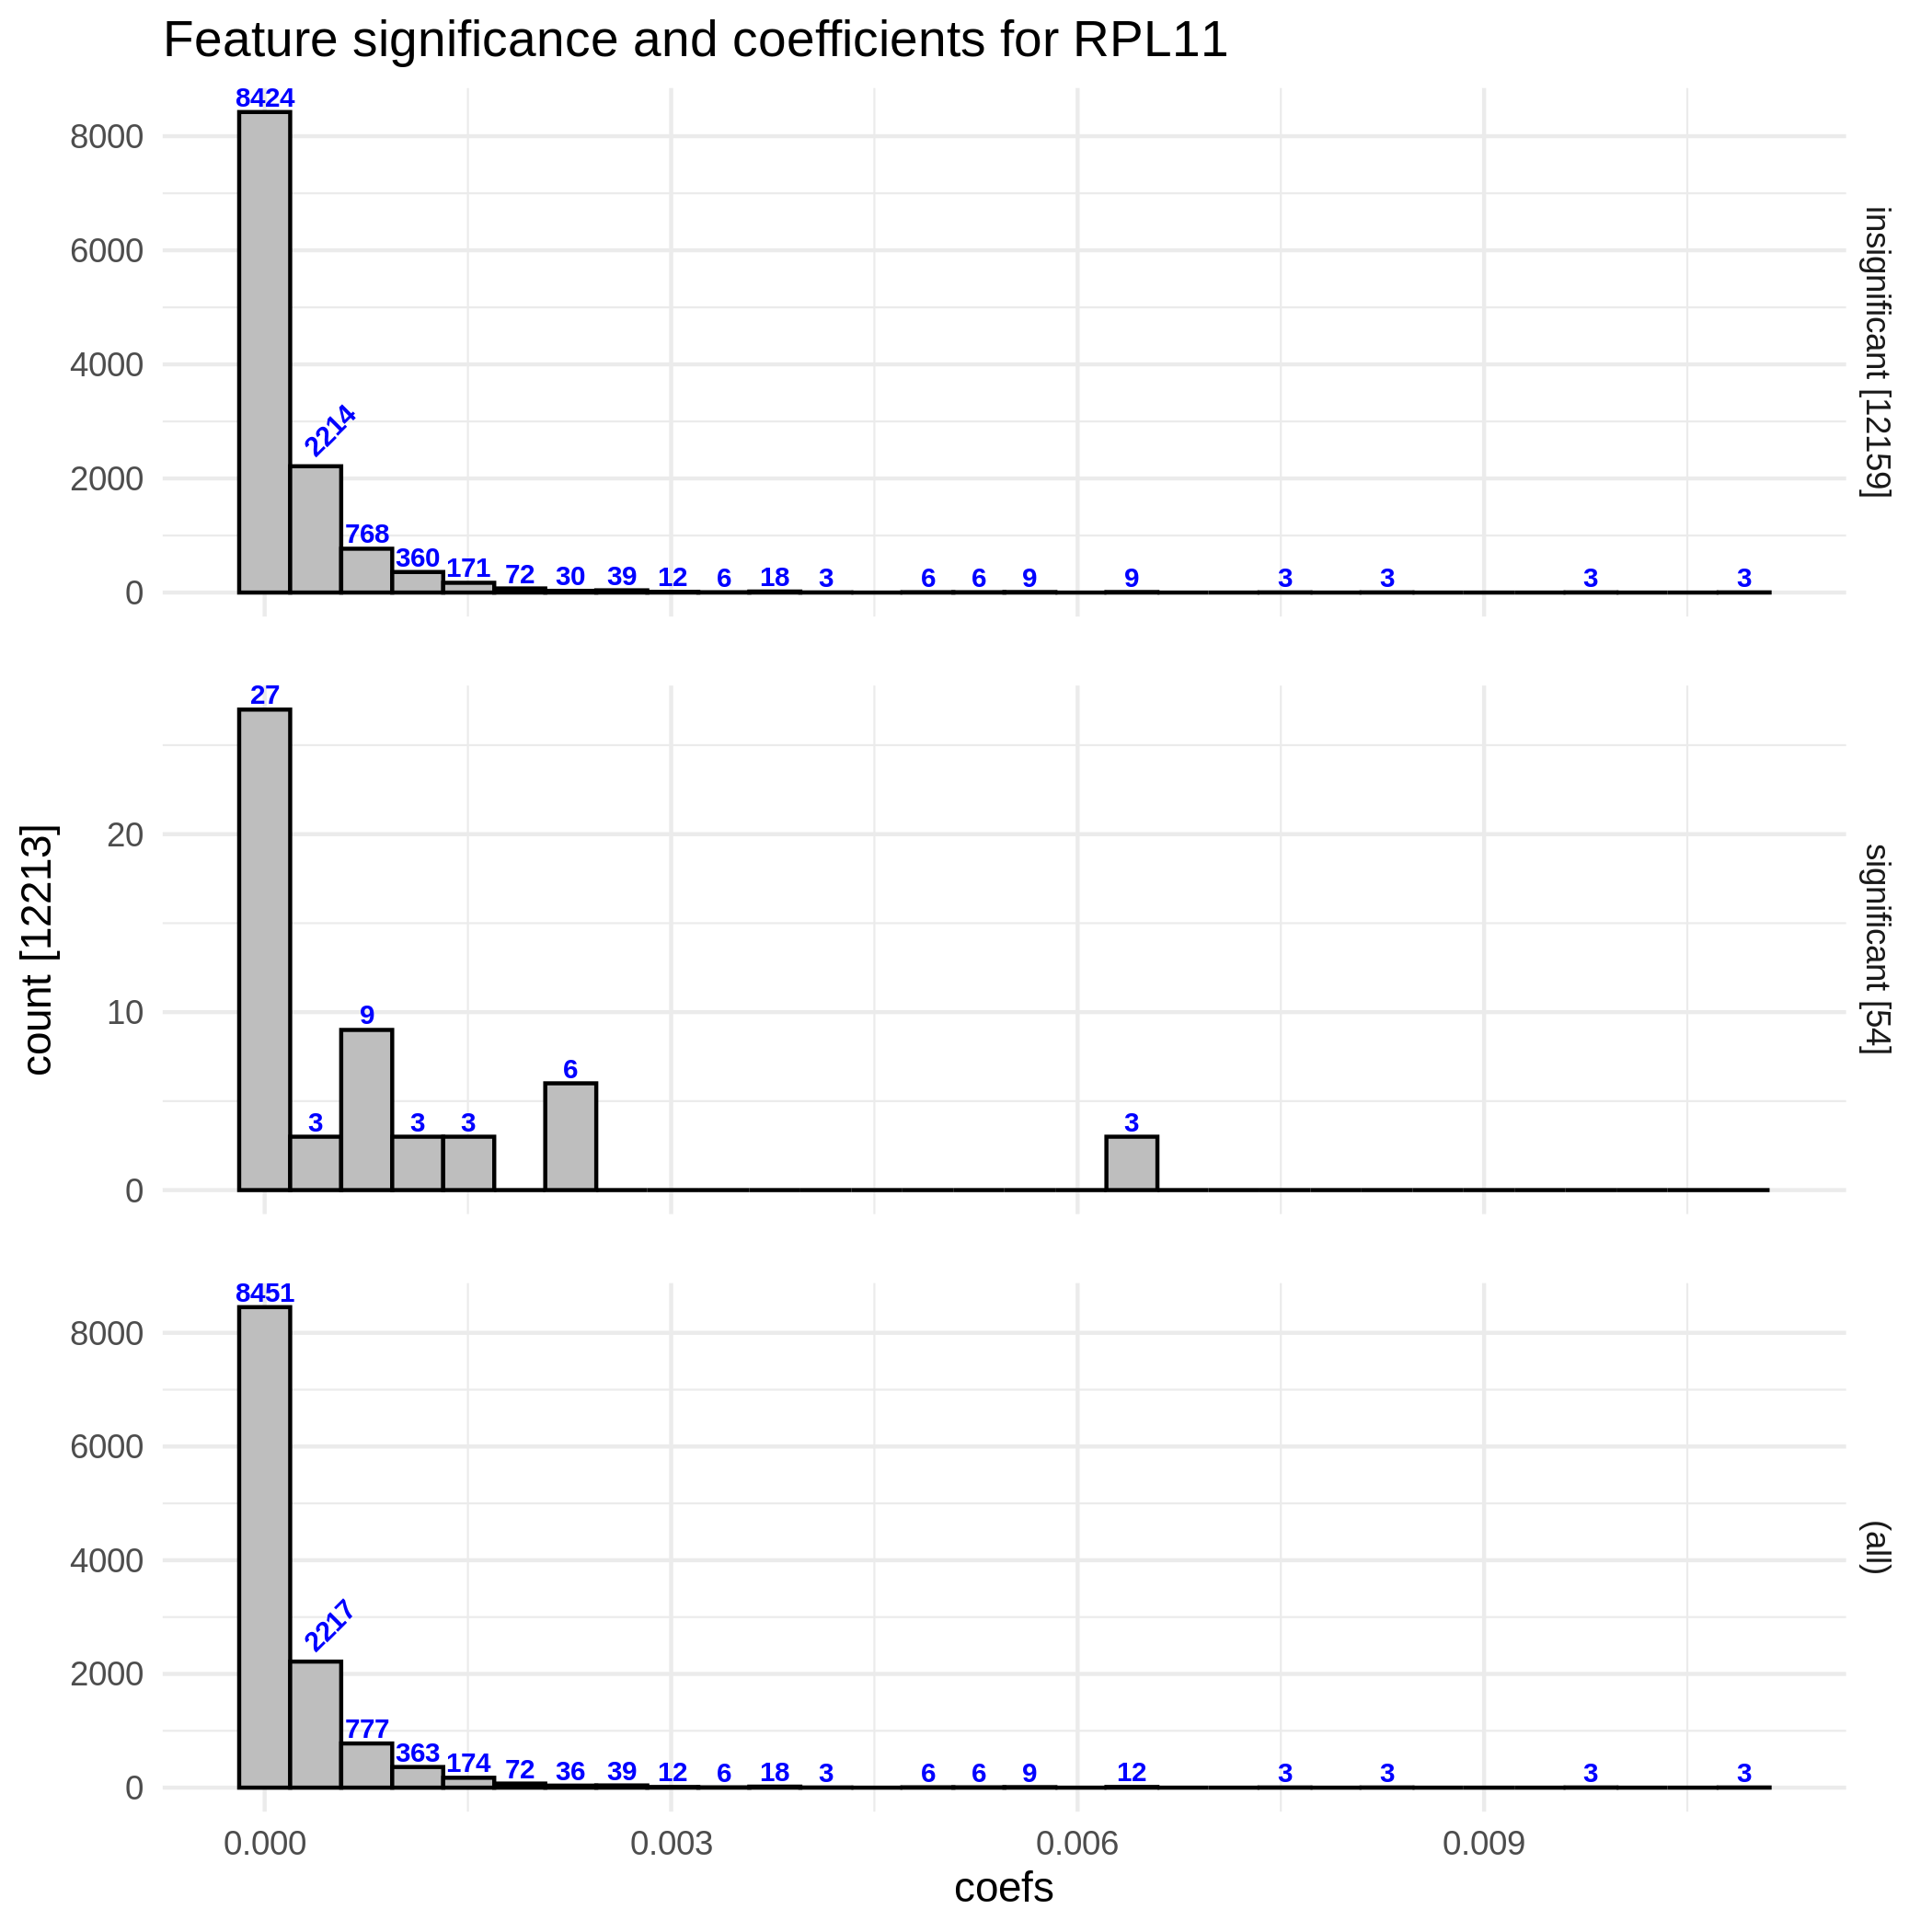 Feature significance and coefficients for RPL11
8424
8000
6000
4000
2214
2000
768
360
171 72 30 39 12 6 18 3 6 6 9 9 3 3 3 3
0
insignificant [12159]
27
20
10
9
6
3 3 3 3
0
significant [54]
count [12213]
8451
8000
6000
4000
2217
2000
777
363
174 72 36 39 12 6 18 3 6 6 9 12 3 3 3 3
0
(all)
0.000 0.003 0.006 0.009
coefs